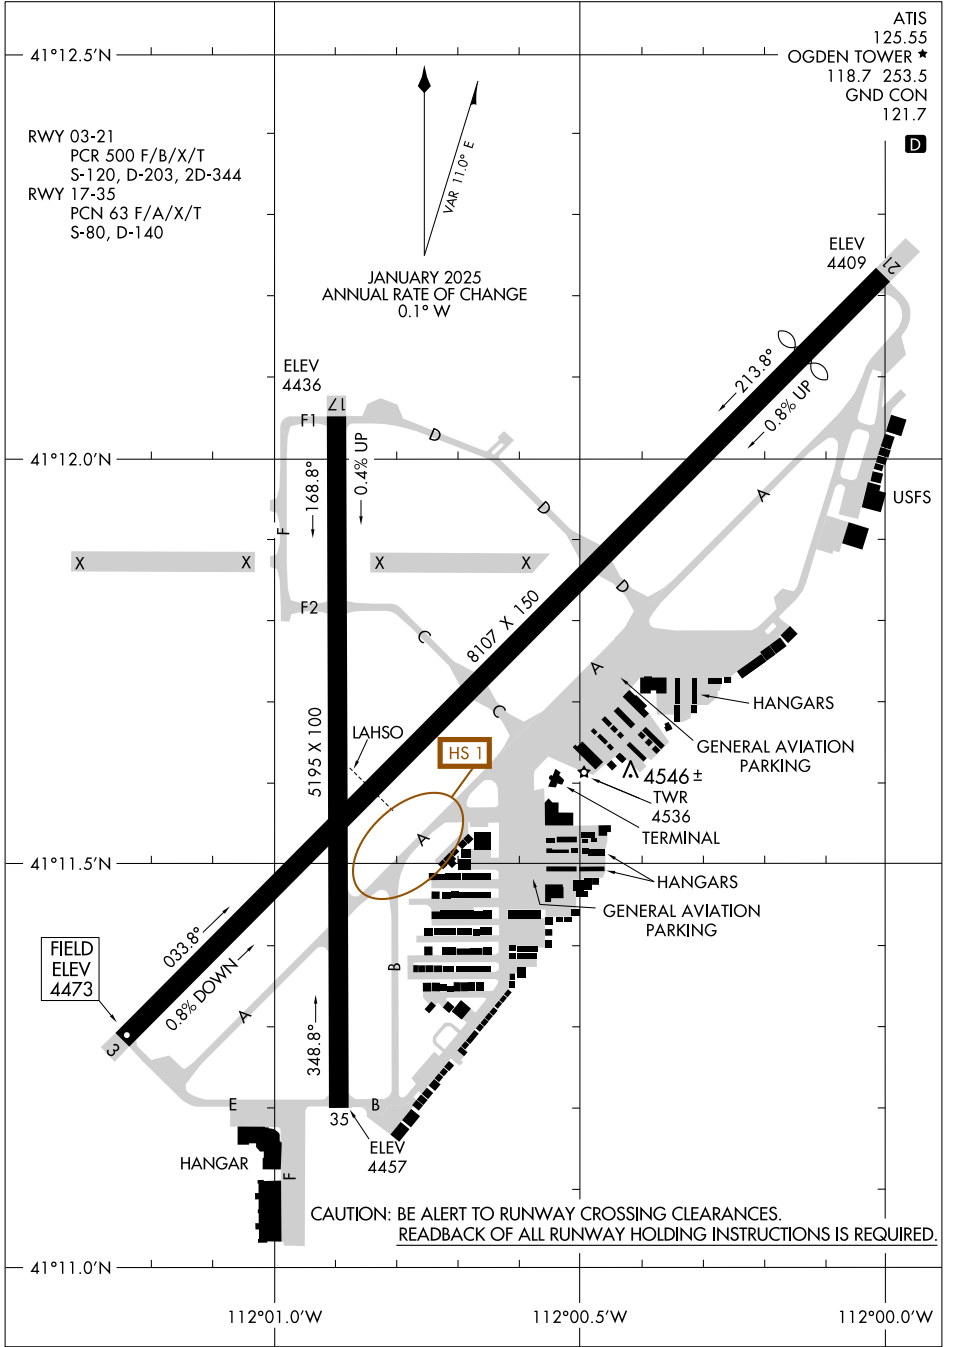 ATIS
125.55
OGDEN TOWER ★
118.7 253.5
GND CON
121.7
D
41°12.5'N
RWY 03-21
PCR 500 F/B/X/T
S-120, D-203, 2D-344
RWY 17-35
PCN 63 F/A/X/T
S-80, D-140
VAR 11.0° E
JANUARY 2025
ANNUAL RATE OF CHANGE
0.1° W
ELEV
4409
21
ELEV
4436
17
213.8°
0.8% UP
F1
D
0.4% UP
168.8°
41°12.0'N
A
USFS
D
F
X
X
X
X
D
F2
8107 X 150
C
A
HANGARS
C
GENERAL AVIATION
PARKING
LAHSO
5195 X 100
HS 1
4546 ±
TWR
4536
TERMINAL
A
41°11.5'N
HANGARS
GENERAL AVIATION
PARKING
033.8°
FIELD
ELEV
4473
0.8% DOWN
B
A
348.8°
3
E
B
35
ELEV
4457
HANGAR
F
CAUTION: BE ALERT TO RUNWAY CROSSING CLEARANCES.
READBACK OF ALL RUNWAY HOLDING INSTRUCTIONS IS REQUIRED.
41°11.0'N
112°01.0'W
112°00.5'W
112°00.0'W